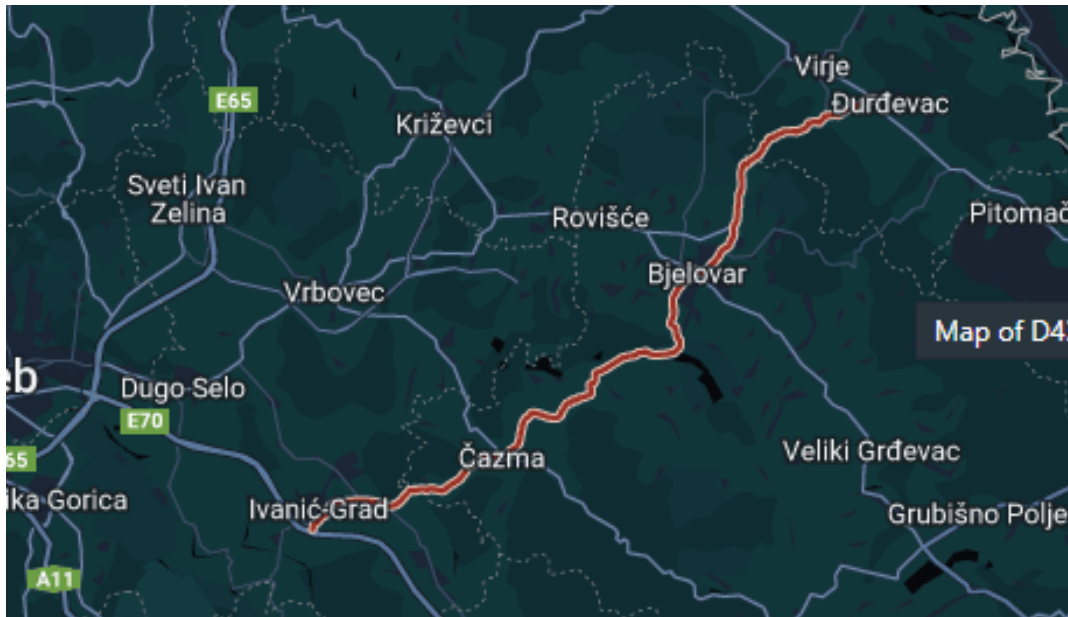 Virje
Đurđevac
E65
Križevci
Sveti Ivan
Zelina
Rovišće
Pitomač
Bjelovar
Vrbovec
Map of D4
eb
Dugo Selo
E70
65
Čazma
Veliki Grđevac
ika Gorica
Ivanić-Grad
Grubišno Polje
A11